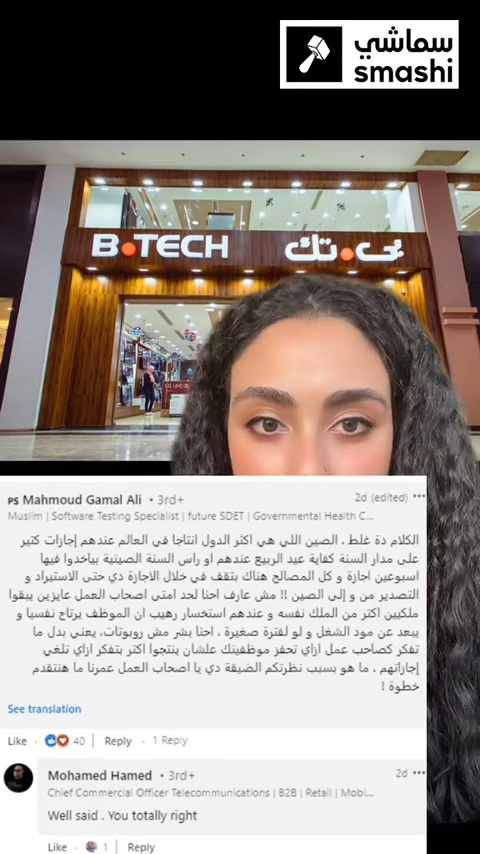 سماشي
smashi
B.TECH
بى.تك
PS Mahmoud Gamal Ali • 3rd+
2d (edited) •••
Muslim | Software Testing Specialist | future SDET | Governmental Health C...
الكلام دة غلط ، الصين اللي هي اكثر الدول انتاجا في العالم عندهم إجازات كتير
على مدار السنة كفاية عيد الربيع عندهم او راس السنة الصينية بياخدوا فيها
اسبوعين اجازة و كل المصالح هناك بتقف في خلال الاجازة دي حتى الاستيراد و
التصدير من و إلى الصين !! مش عارف احنا لحد امتي اصحاب العمل عايزين يبقوا
ملكيين اكتر من الملك نفسه و عندهم استخسار رهيب ان الموظف يرتاح نفسيا و
يبعد عن مود الشغل و لو لفترة صغيرة ، احنا بشر مش روبوتات، يعني بدل ما
تفكر كصاحب عمل ازاي تحفز موظفينك علشان ينتجوا اكتر بتفكر ازاي تلغي
إجازاتهم ، ما هو بسبب نظرتكم الضيقة دي يا اصحاب العمل عمرنا ما هنتقدم
خطوة !
See translation
Like · 40 | Reply · 1 Reply
Mohamed Hamed • 3rd+
2d •••
Chief Commercial Officer Telecommunications | B2B | Retail | Mobi...
Well said . You totally right
Like · 1 | Reply